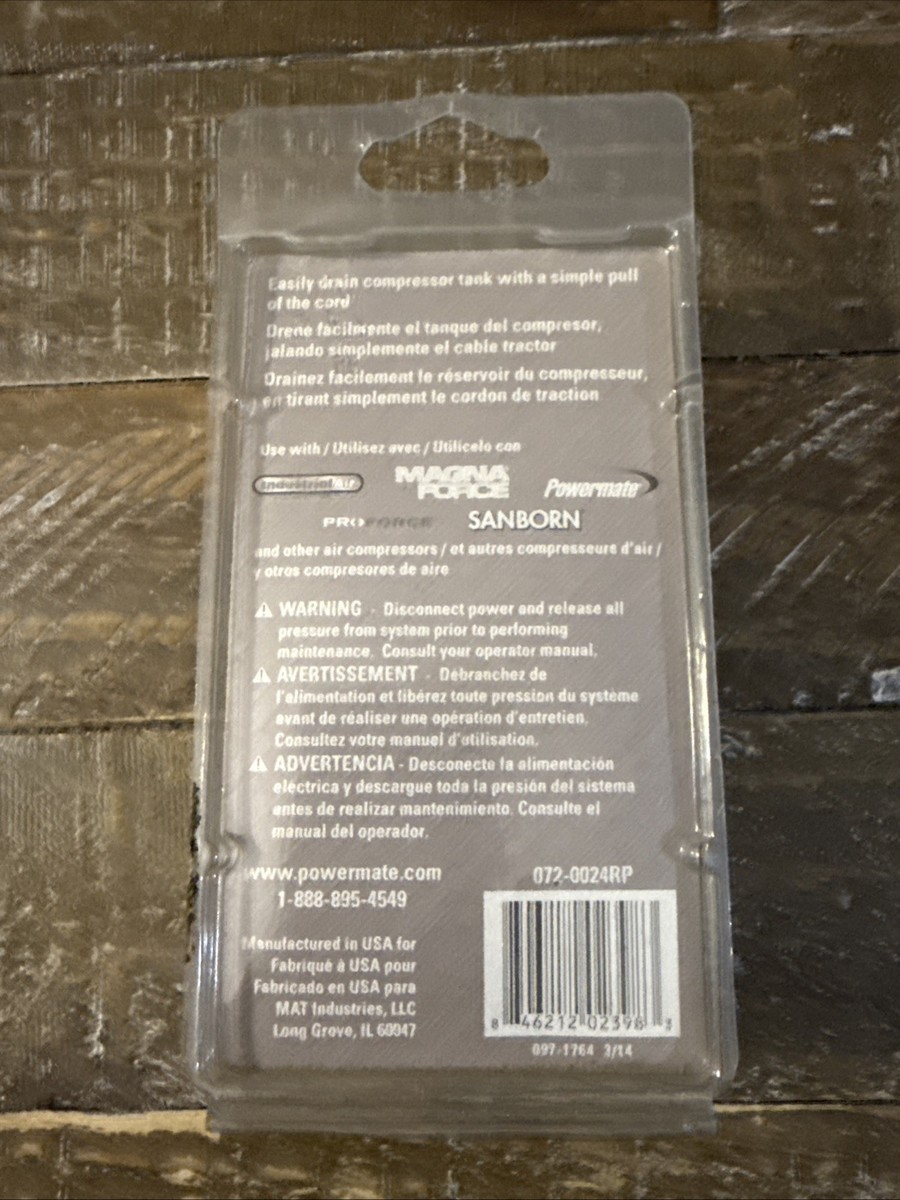 Easily drain compressor tank with a simple pull
of the cord
Drene facilmente el tanque del compresor,
jalando simplemente el cable tractor
Drainez facilement le réservoir du compresseur,
en tirant simplement le cordon de traction
Use with / Utilisez avec / Utilicelo con
IndustrialAir MAGNA FORCE Powermate
PROFORCE SANBORN
and other air compressors / et autres compresseurs d'air /
y otros compresores de aire
⚠ WARNING - Disconnect power and release all
pressure from system prior to performing
maintenance. Consult your operator manual.
⚠ AVERTISSEMENT - Débranchez de
l'alimentation et libérez toute pression du système
avant de réaliser une opération d'entretien.
Consultez votre manuel d'utilisation.
⚠ ADVERTENCIA - Desconecte la alimentación
eléctrica y descargue toda la presión del sistema
antes de realizar mantenimiento. Consulte el
manual del operador.
www.powermate.com
1-888-895-4549
072-0024RP
Manufactured in USA for
Fabriqué à USA pour
Fabricado en USA para
MAT Industries, LLC
Long Grove, IL 60047
8 46212 02398 3
097-1764 3/14